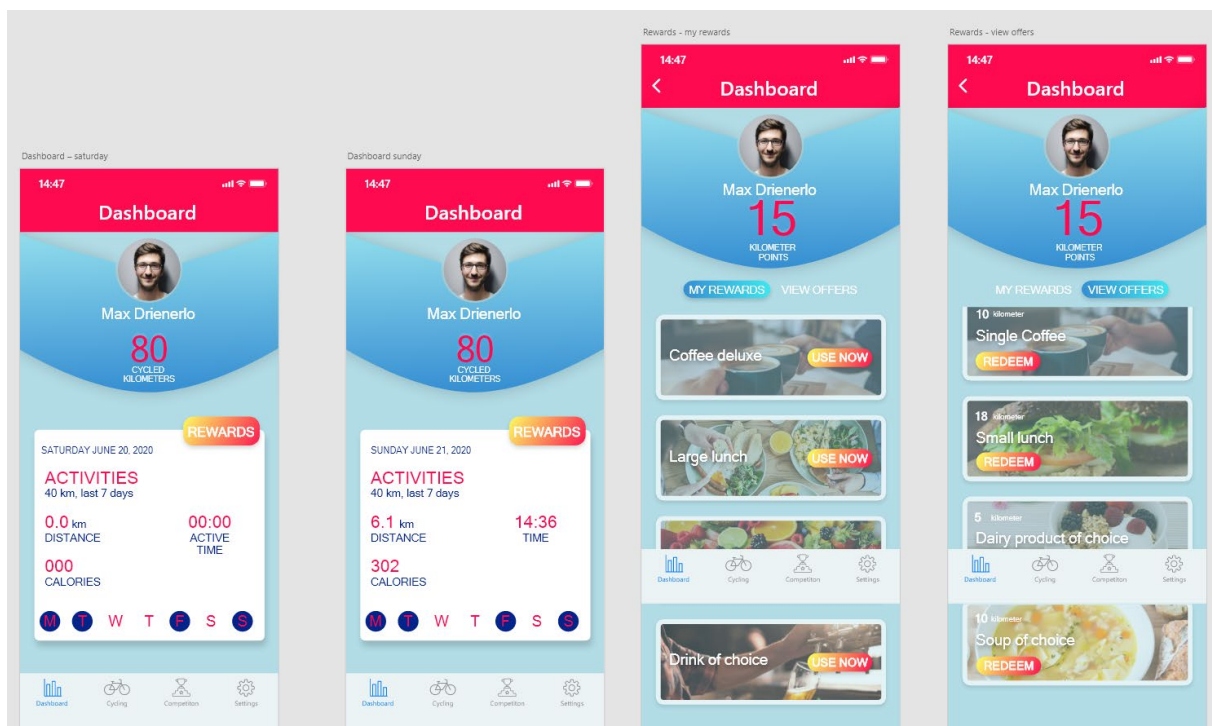 Rewards - my rewards
14:47
Dashboard
Max Drienerlo
15
KILOMETER
POINTS
MY REWARDS VIEW OFFERS
Coffee deluxe
USE NOW
Large lunch
USE NOW
Dashboard
Cycling
Competiton
Settings
Drink of choice
USE NOW
Rewards - view offers
14:47
Dashboard
Max Drienerlo
15
KILOMETER
POINTS
MY REWARDS VIEW OFFERS
10 kilometer
Single Coffee
REDEEM
18 kilometer
Small lunch
REDEEM
5 kilometer
Dairy product of choice
Dashboard
Cycling
Competiton
Settings
10 kilometer
Soup of choice
REDEEM
Dashboard – saturday
14:47
Dashboard
Max Drienerlo
80
CYCLED
KILOMETERS
REWARDS
SATURDAY JUNE 20, 2020
ACTIVITIES
40 km, last 7 days
0.0 km
DISTANCE
00:00
ACTIVE
TIME
000
CALORIES
M T W T F S S
Dashboard
Cycling
Competiton
Settings
Dashboard sunday
14:47
Dashboard
Max Drienerlo
80
CYCLED
KILOMETERS
REWARDS
SUNDAY JUNE 21, 2020
ACTIVITIES
40 km, last 7 days
6.1 km
DISTANCE
14:36
TIME
302
CALORIES
M T W T F S S
Dashboard
Cycling
Competiton
Settings